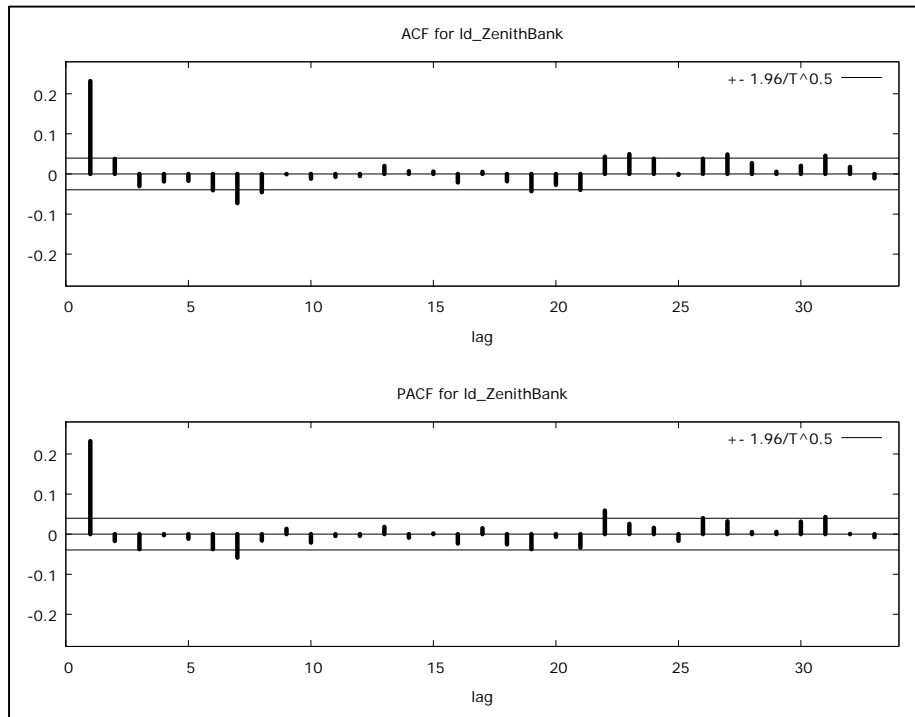 ACF for ld_ZenithBank
+- 1.96/T^0.5
0.2
0.1
0
-0.1
-0.2
0 5 10 15 20 25 30
lag
PACF for ld_ZenithBank
+- 1.96/T^0.5
0.2
0.1
0
-0.1
-0.2
0 5 10 15 20 25 30
lag